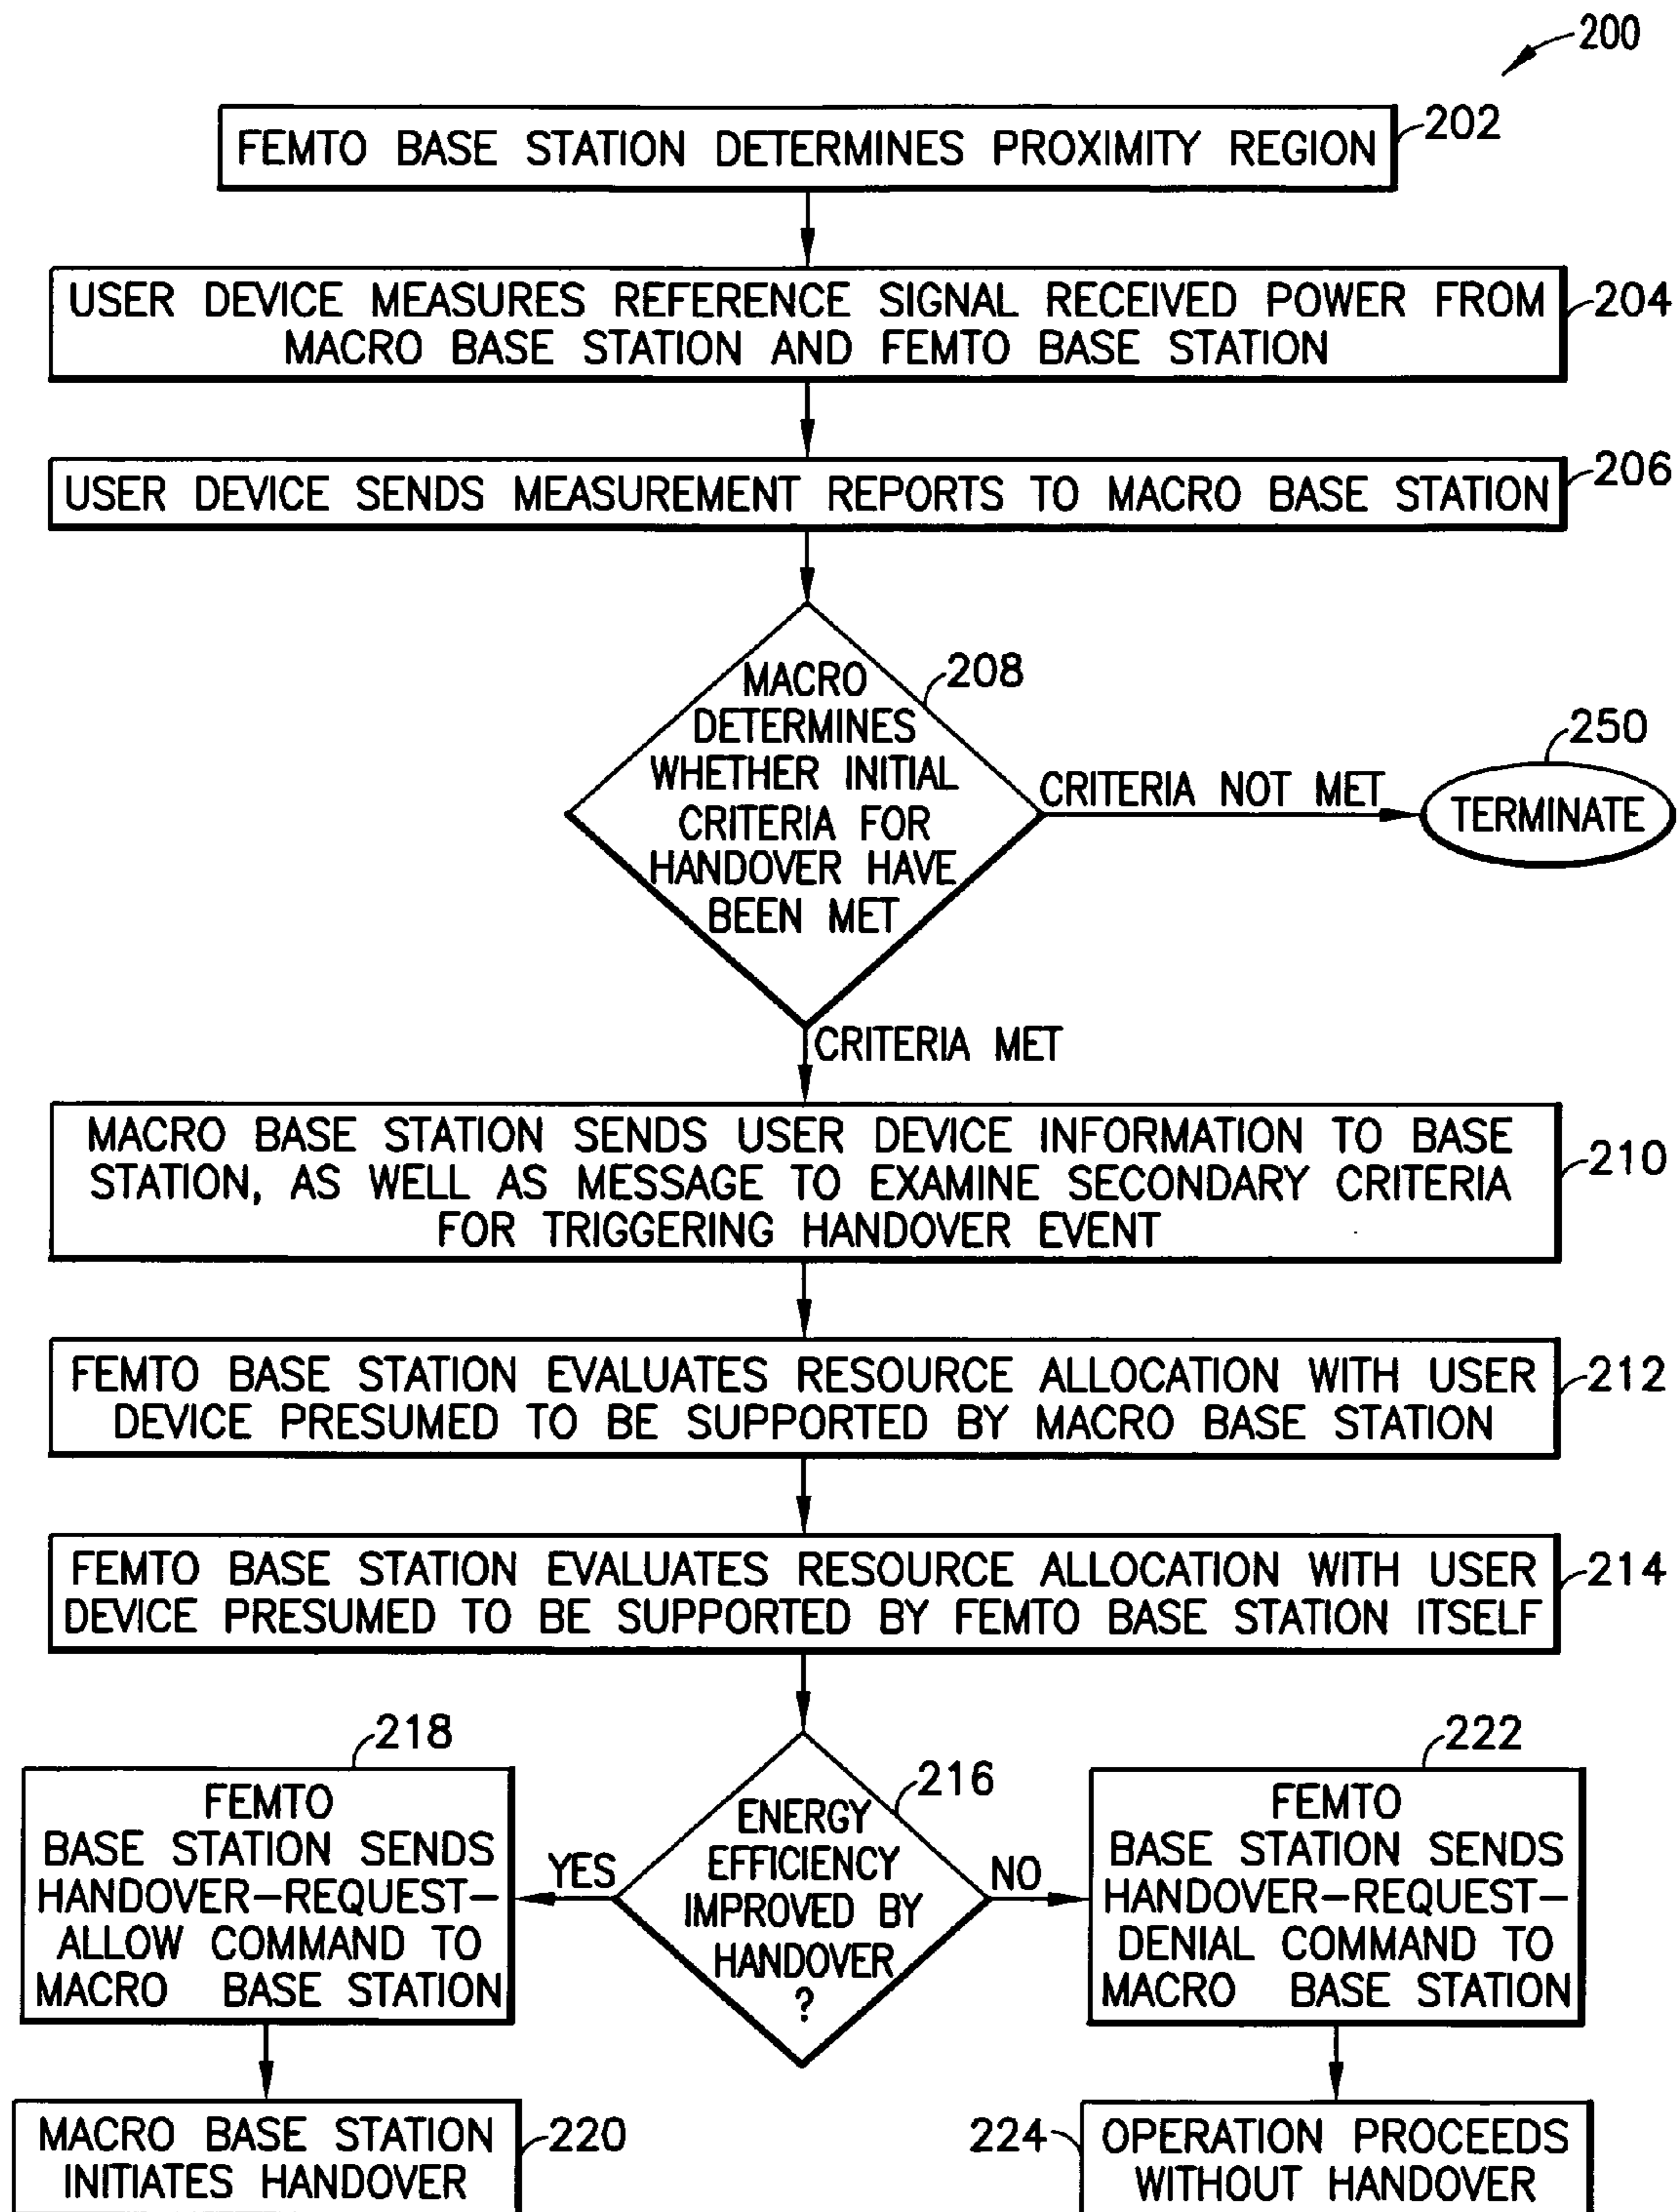 200
FEMTO BASE STATION DETERMINES PROXIMITY REGION
202
USER DEVICE MEASURES REFERENCE SIGNAL RECEIVED POWER FROM
MACRO BASE STATION AND FEMTO BASE STATION
204
USER DEVICE SENDS MEASUREMENT REPORTS TO MACRO BASE STATION
206
MACRO
DETERMINES
WHETHER INITIAL
CRITERIA FOR
HANDOVER HAVE
BEEN MET
208
CRITERIA NOT MET
250
TERMINATE
CRITERIA MET
MACRO BASE STATION SENDS USER DEVICE INFORMATION TO BASE
STATION, AS WELL AS MESSAGE TO EXAMINE SECONDARY CRITERIA
FOR TRIGGERING HANDOVER EVENT
210
FEMTO BASE STATION EVALUATES RESOURCE ALLOCATION WITH USER
DEVICE PRESUMED TO BE SUPPORTED BY MACRO BASE STATION
212
FEMTO BASE STATION EVALUATES RESOURCE ALLOCATION WITH USER
DEVICE PRESUMED TO BE SUPPORTED BY FEMTO BASE STATION ITSELF
214
ENERGY
EFFICIENCY
IMPROVED BY
HANDOVER
?
216
YES
218
FEMTO
BASE STATION SENDS
HANDOVER-REQUEST-
ALLOW COMMAND TO
MACRO BASE STATION
NO
222
FEMTO
BASE STATION SENDS
HANDOVER-REQUEST-
DENIAL COMMAND TO
MACRO BASE STATION
MACRO BASE STATION
INITIATES HANDOVER
220
224
OPERATION PROCEEDS
WITHOUT HANDOVER